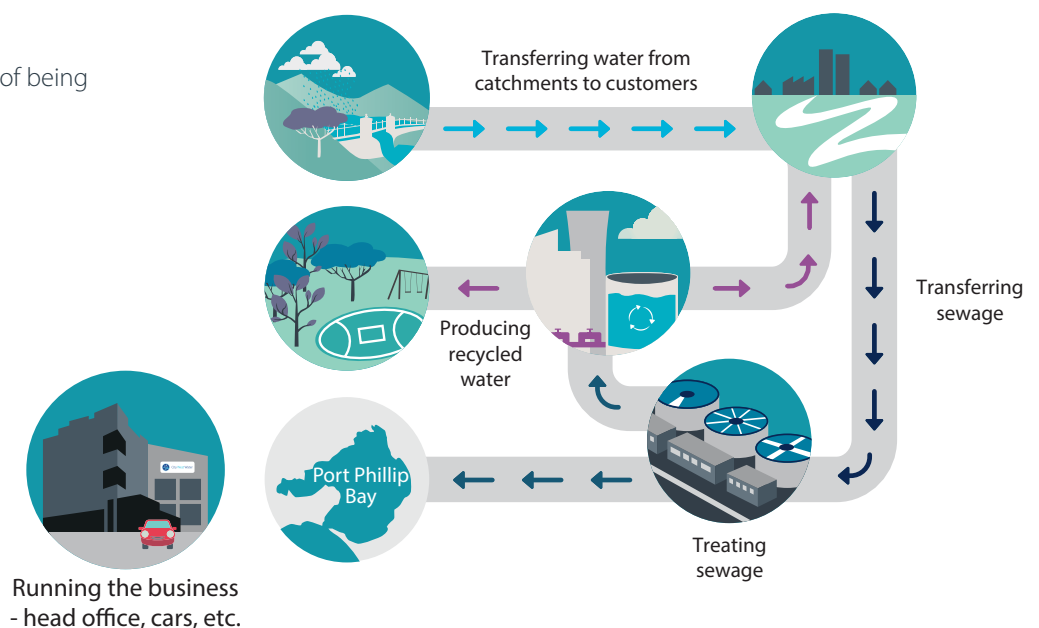 of being
Transferring water from
catchments to customers
Producing
recycled
water
Transferring
sewage
Port Phillip
Bay
Treating
sewage
Running the business
- head office, cars, etc.